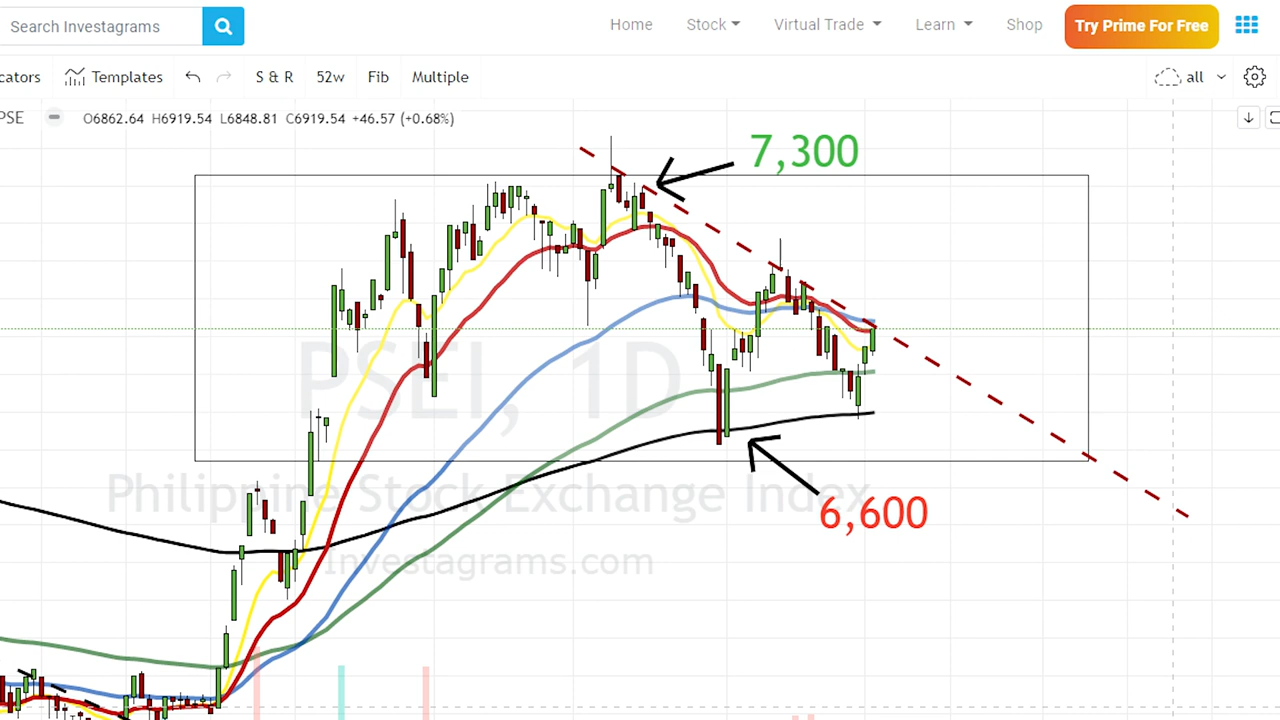 Search Investagrams
Home Stock Virtual Trade Learn Shop Try Prime For Free
cators Templates S & R 52w Fib Multiple all
PSE O6862.64 H6919.54 L6848.81 C6919.54 +46.57 (+0.68%)
7,300
PSEI, 1D
Philippine Stock Exchange Index
6,600
Investagrams.com